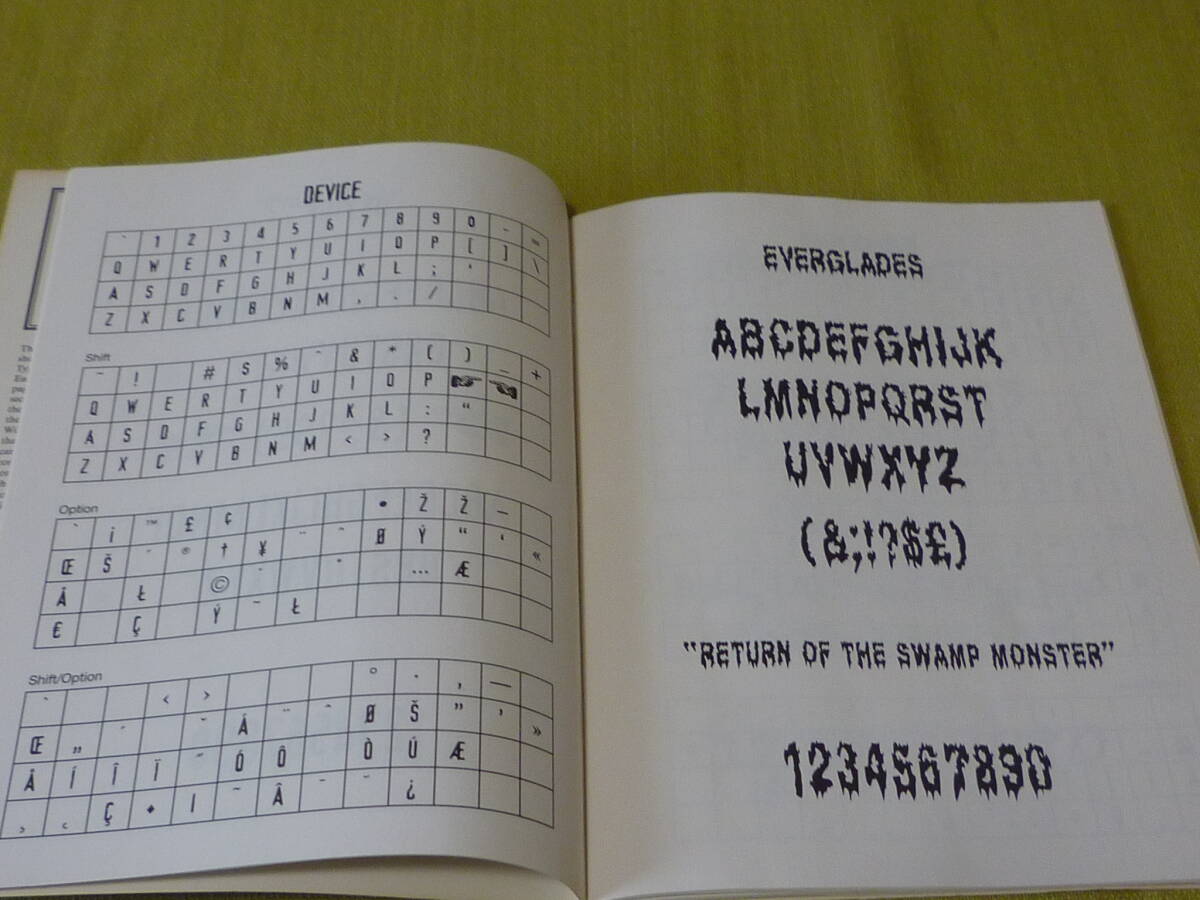 DEVICE
` 1 2 3 4 5 6 7 8 9 0 - =
Q W E R T Y U I O P [ ] \
A S D F G H J K L ; '
Z X C V B N M , . /
Shift
! # S % & * ( ) _ +
Q W E R T Y U I O P ☛ ☚
A S D F G H J K L : “
Z X C V B N M < > ?
Option
` ¡ ™ £ ¢ • Ž Ž –
Œ Š ´ ® † ¥ ¨ ˆ Ø Ý “ ‘ «
Å Ł © ˙ ˚ … Æ
€ Ç Ý Ł
Shift/Option
` ‹ › ° · ‚ —
Œ „ ´ ˇ Á ¨ ˆ Ø Š ” ’ »
Å Í Î Ï ˝ Ó Ô Ò Ú Æ
Ç ◆ ı ˜ Â ¯ ˘ ¿
EVERGLADES
ABCDEFGHIJK
LMNOPQRST
UVWXYZ
(&;!?$£)
“RETURN OF THE SWAMP MONSTER”
1234567890